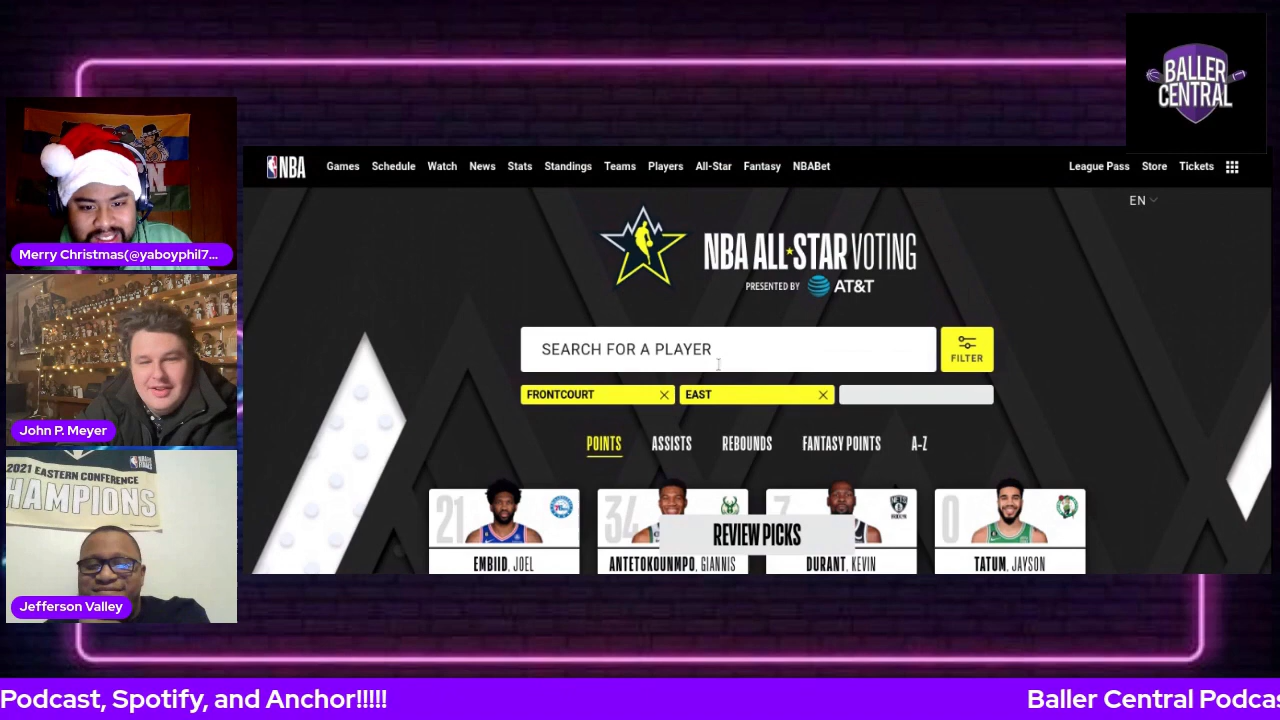 BALLER
CENTRAL
NBA Games Schedule Watch News Stats Standings Teams Players All-Star Fantasy NBABet League Pass Store Tickets
EN
NBA ALL★STAR VOTING
PRESENTED BY AT&T
SEARCH FOR A PLAYER
FILTER
FRONTCOURT EAST
POINTS ASSISTS REBOUNDS FANTASY POINTS A-Z
21 34 7 0
REVIEW PICKS
EMBIID, JOEL ANTETOKOUNMPO, GIANNIS DURANT, KEVIN TATUM, JAYSON
Merry Christmas(@yaboyphil7...
John P. Meyer
2021 EASTERN CONFERENCE
HAMPIONS
Jefferson Valley
Podcast, Spotify, and Anchor!!!!! Baller Central Podcas